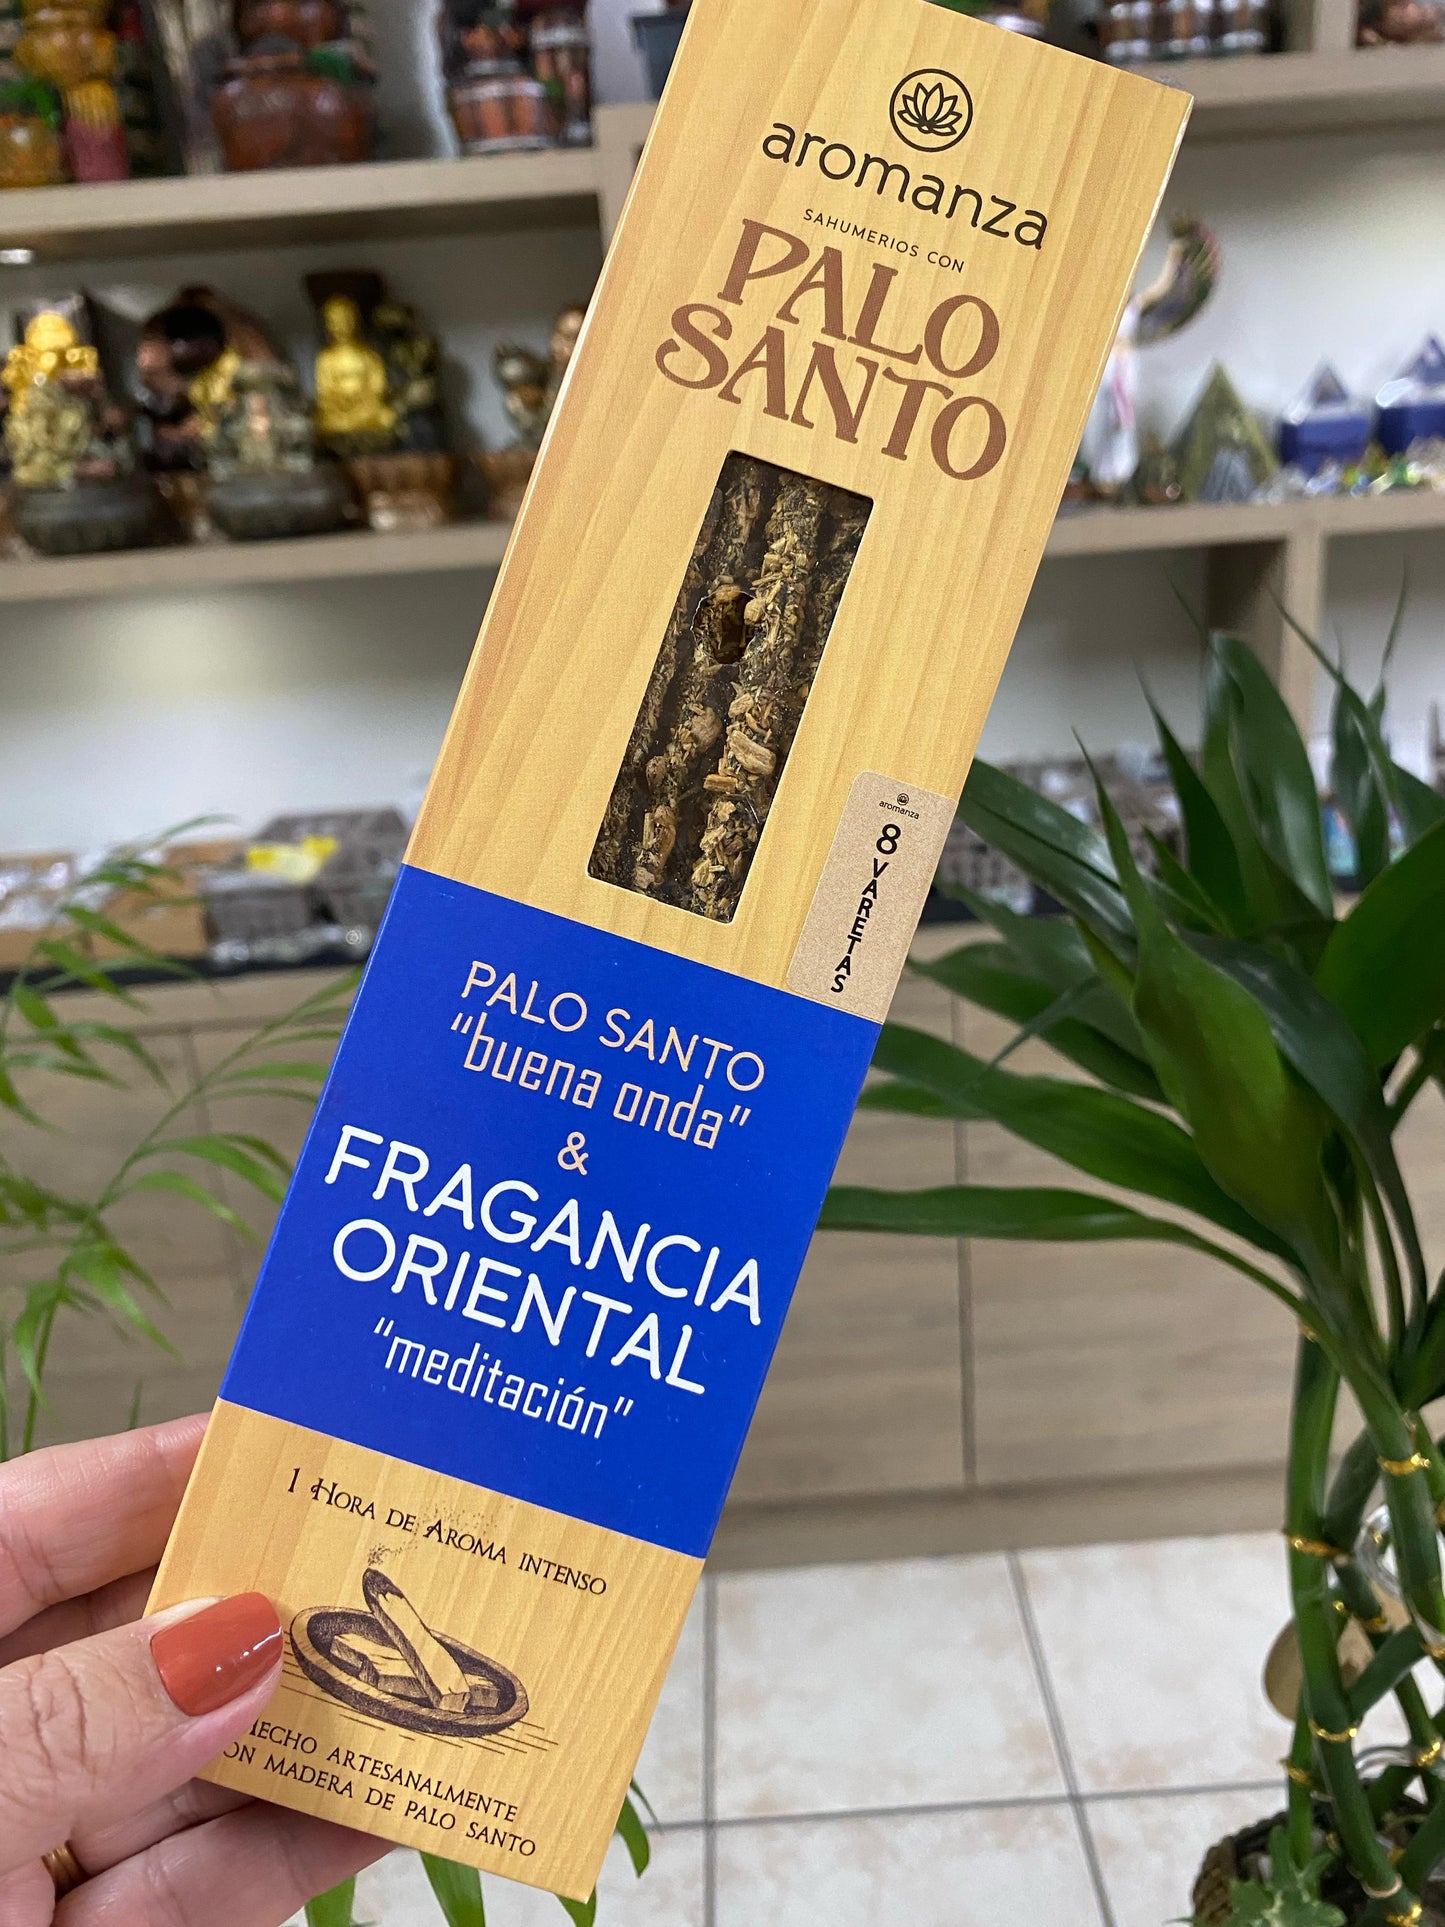 aromanza
SAHUMERIOS CON
PALO
SANTO
aromanza
8 VARETAS
PALO SANTO
"buena onda"
&
FRAGANCIA
ORIENTAL
"meditación"
1 HORA DE AROMA INTENSO
HECHO ARTESANALMENTE
CON MADERA DE PALO SANTO